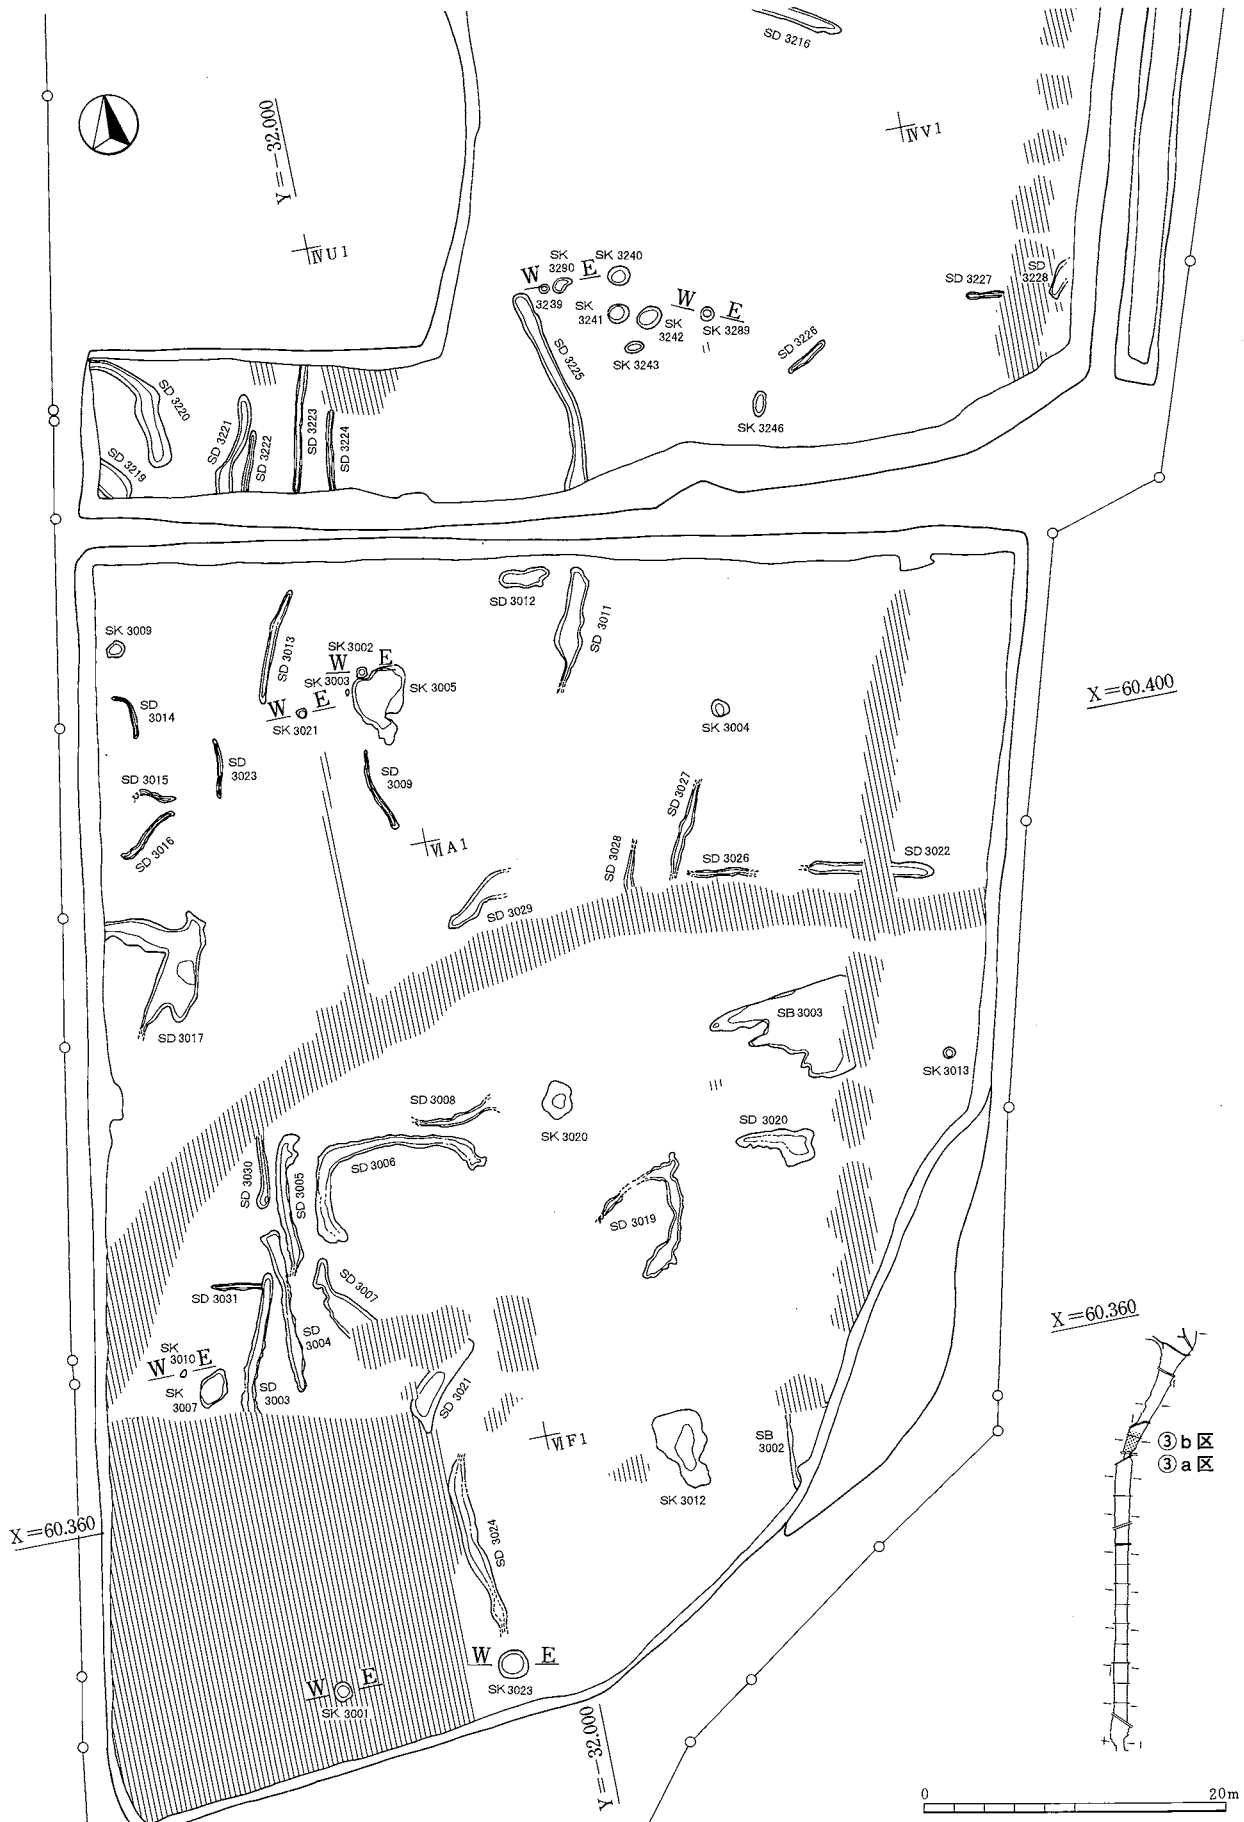 SD 3216
Y=-32.000
ⅣV1
ⅣU1
SK
3290
SK 3240
W
E
3239
SD 3227
SD
3228
SK
3241
SK
3242
W
E
SK 3289
SK 3243
SD 3226
SD 3225
SK 3246
SD 3220
SD 3219
SD 3221
SD 3222
SD 3223
SD 3224
SD 3012
SD 3011
SK 3009
SD 3013
SK 3002
W
E
SK 3003
SK 3005
W
E
SK 3021
SD
3014
SK 3004
X=60.400
SD
3023
SD
3009
SD 3015
SD 3016
ⅥA1
SD 3027
SD 3028
SD 3026
SD 3022
SD 3029
SD 3017
SB 3003
SK 3013
SD 3008
SK 3020
SD 3020
SD 3006
SD 3030
SD 3005
SD 3019
SD 3007
SD 3031
SD
3004
X=60.360
SK
3010
W
E
SK
3007
SD
3003
SD 3021
ⅥF1
SB
3002
SK 3012
③b区
③a区
X=60.360
SD 3024
W
E
SK 3023
W
E
SK 3001
Y=-32.000
0
20m